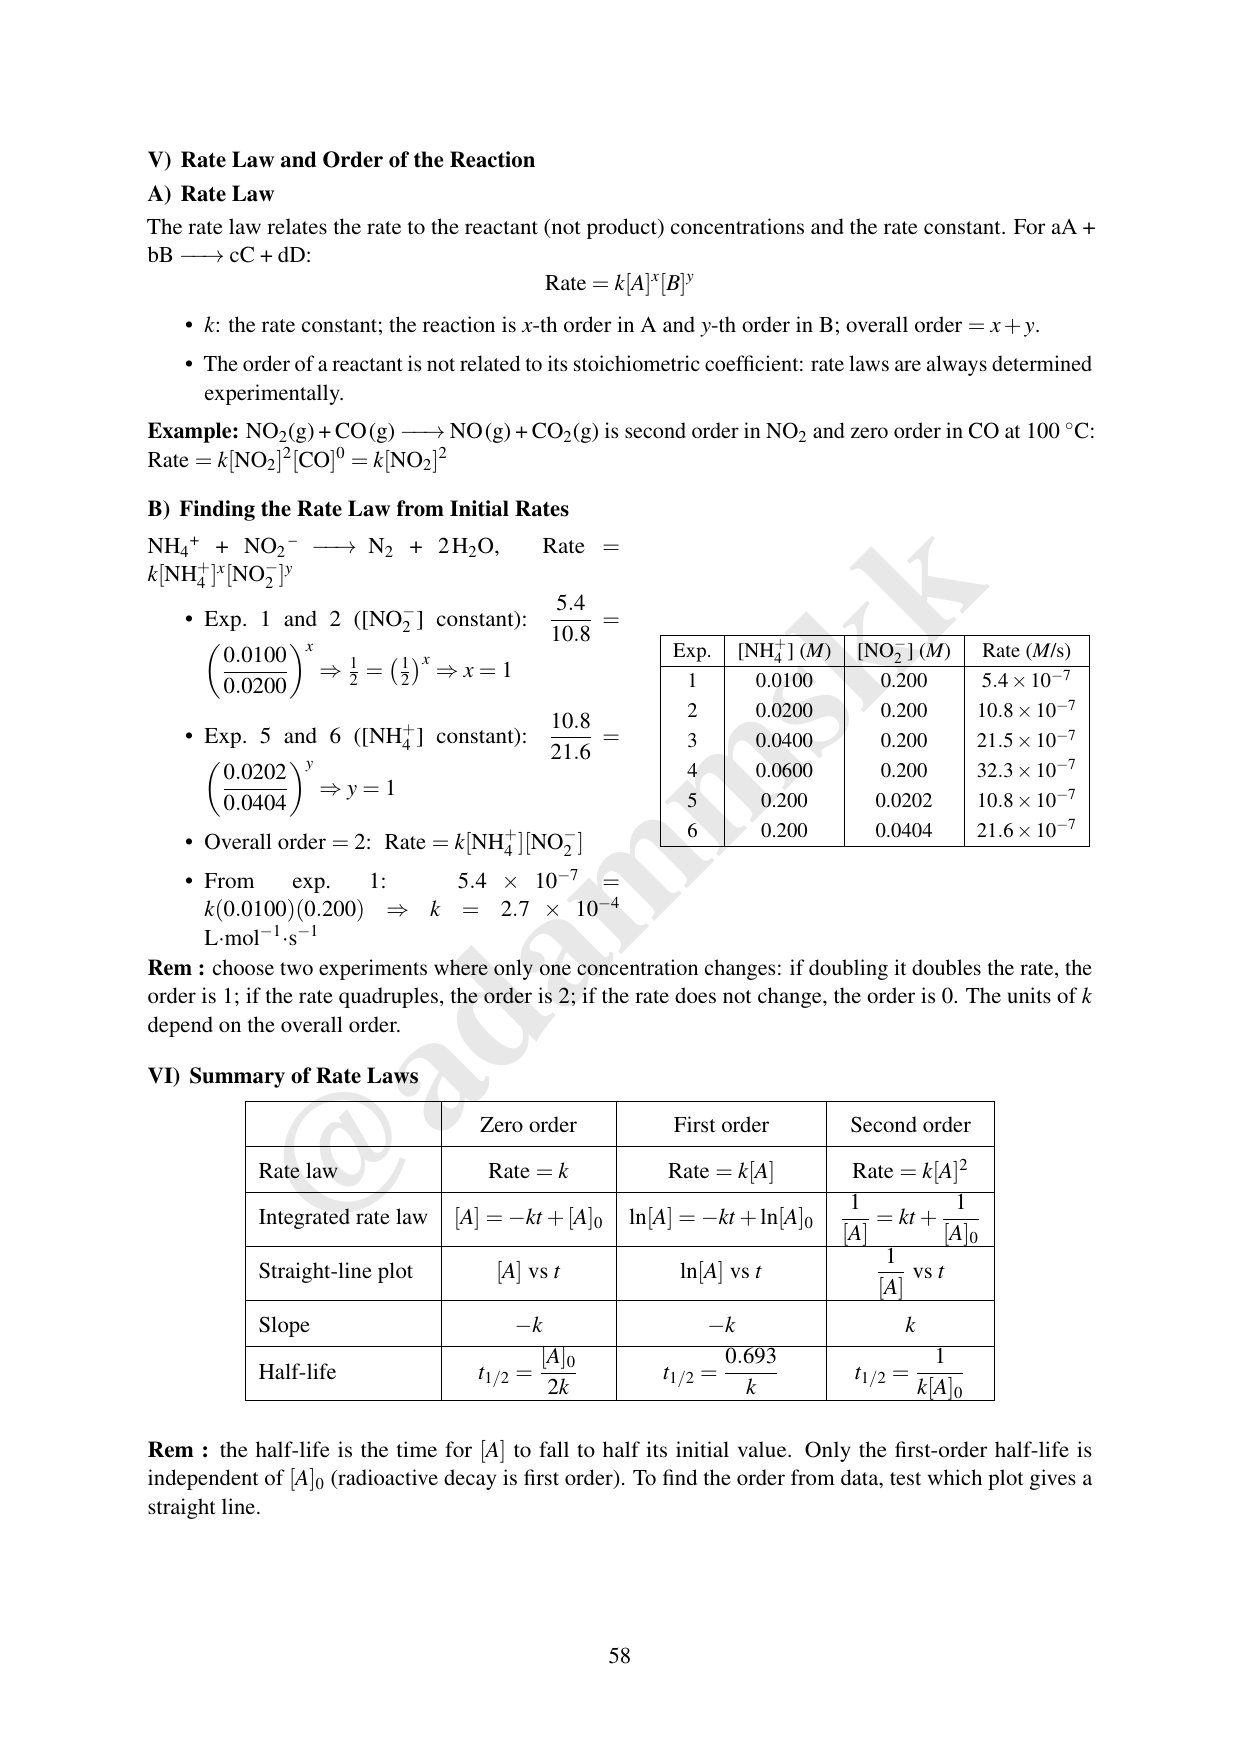 V) Rate Law and Order of the Reaction
A) Rate Law
The rate law relates the rate to the reactant (not product) concentrations and the rate constant. For aA +
bB ⟶ cC + dD:
Rate = k[A]ˣ[B]ʸ
• k: the rate constant; the reaction is x-th order in A and y-th order in B; overall order = x + y.
• The order of a reactant is not related to its stoichiometric coefficient: rate laws are always determined
experimentally.
Example: NO₂(g) + CO(g) ⟶ NO(g) + CO₂(g) is second order in NO₂ and zero order in CO at 100 °C:
Rate = k[NO₂]²[CO]⁰ = k[NO₂]²
B) Finding the Rate Law from Initial Rates
NH₄⁺ + NO₂⁻ ⟶ N₂ + 2H₂O, Rate =
k[NH₄⁺]ˣ[NO₂⁻]ʸ
• Exp. 1 and 2 ([NO₂⁻] constant): 5.4/10.8 =
(0.0100/0.0200)ˣ ⇒ 1/2 = (1/2)ˣ ⇒ x = 1
• Exp. 5 and 6 ([NH₄⁺] constant): 10.8/21.6 =
(0.0202/0.0404)ʸ ⇒ y = 1
• Overall order = 2: Rate = k[NH₄⁺][NO₂⁻]
• From exp. 1: 5.4 × 10⁻⁷ =
k(0.0100)(0.200) ⇒ k = 2.7 × 10⁻⁴
L·mol⁻¹·s⁻¹
Exp. [NH₄⁺] (M) [NO₂⁻] (M) Rate (M/s)
1 0.0100 0.200 5.4 × 10⁻⁷
2 0.0200 0.200 10.8 × 10⁻⁷
3 0.0400 0.200 21.5 × 10⁻⁷
4 0.0600 0.200 32.3 × 10⁻⁷
5 0.200 0.0202 10.8 × 10⁻⁷
6 0.200 0.0404 21.6 × 10⁻⁷
Rem : choose two experiments where only one concentration changes: if doubling it doubles the rate, the
order is 1; if the rate quadruples, the order is 2; if the rate does not change, the order is 0. The units of k
depend on the overall order.
VI) Summary of Rate Laws
Zero order First order Second order
Rate law Rate = k Rate = k[A] Rate = k[A]²
Integrated rate law [A] = −kt + [A]₀ ln[A] = −kt + ln[A]₀ 1/[A] = kt + 1/[A]₀
Straight-line plot [A] vs t ln[A] vs t 1/[A] vs t
Slope −k −k k
Half-life t₁/₂ = [A]₀/2k t₁/₂ = 0.693/k t₁/₂ = 1/k[A]₀
Rem : the half-life is the time for [A] to fall to half its initial value. Only the first-order half-life is
independent of [A]₀ (radioactive decay is first order). To find the order from data, test which plot gives a
straight line.
58
@adammskk